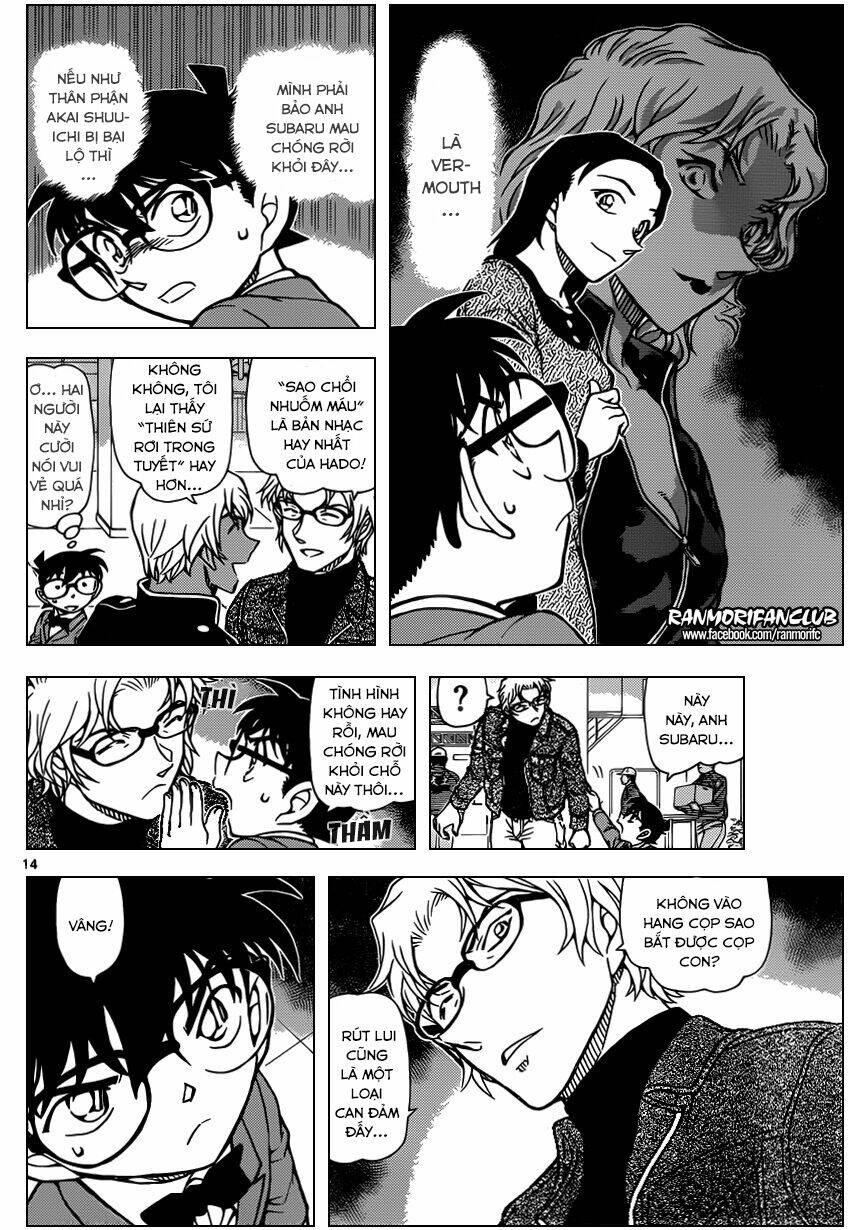 LÀ
VER-
MOUTH
...
MÌNH PHẢI
BẢO ANH
SUBARU MAU
CHÓNG RỜI
KHỎI ĐÂY...
NẾU NHƯ
THÂN PHẬN
AKAI SHUU-
ICHI BỊ BẠI
LỘ THÌ
...
RANMORIFANCLUB
www.facebook.com/ranmorifc
"SAO CHỔI
NHUỐM MÁU"
LÀ BẢN NHẠC
HAY NHẤT
CỦA HADO!
KHÔNG
KHÔNG, TÔI
LẠI THẤY
"THIÊN SỨ
RƠI TRONG
TUYẾT" HAY
HƠN...
Ơ... HAI
NGƯỜI
NÀY
CƯỜI
NÓI VUI
VẺ QUÁ
NHỈ?
NÀY
NÀY, ANH
SUBARU...
?
TÌNH HÌNH
KHÔNG HAY
RỒI, MAU
CHÓNG RỜI
KHỎI CHỖ
NÀY THÔI...
THÌ
THẦM
14
KHÔNG VÀO
HANG CỌP SAO
BẮT ĐƯỢC CỌP
CON?
RÚT LUI
CŨNG
LÀ MỘT
LOẠI
CAN ĐẢM
ĐẤY...
VÂNG!